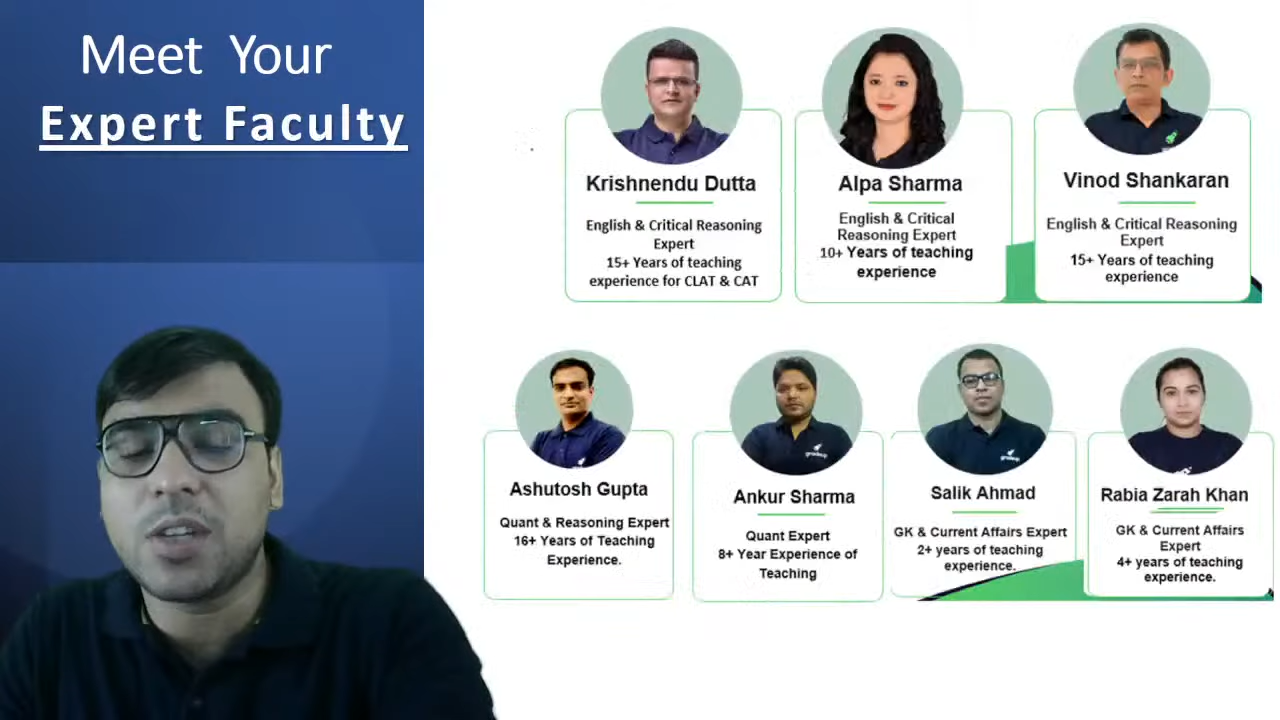 Meet Your
Expert Faculty
Krishnendu Dutta
English & Critical Reasoning
Expert
15+ Years of teaching
experience for CLAT & CAT
Alpa Sharma
English & Critical
Reasoning Expert
10+ Years of teaching
experience
Vinod Shankaran
English & Critical Reasoning
Expert
15+ Years of teaching
experience
Ashutosh Gupta
Quant & Reasoning Expert
16+ Years of Teaching
Experience.
Ankur Sharma
Quant Expert
8+ Year Experience of
Teaching
gradeup
Salik Ahmad
GK & Current Affairs Expert
2+ years of teaching
experience.
gradeup
Rabia Zarah Khan
GK & Current Affairs
Expert
4+ years of teaching
experience.